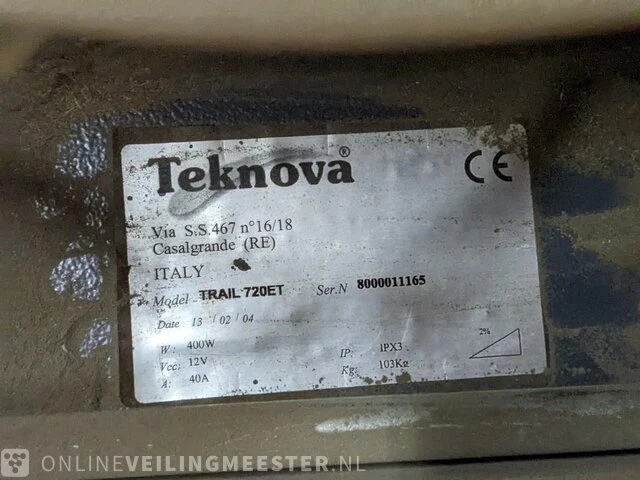 Teknova®
CE
Via S.S.467 n°16/18
Casalgrande (RE)
ITALY
Model TRAIL 720ET Ser.N 8000011165
Date 13 / 02 / 04
W: 400W IP: IPX3 2%
Vcc: 12V Kg: 103Kg
A: 40A
ONLINEVEILINGMEESTER.NL